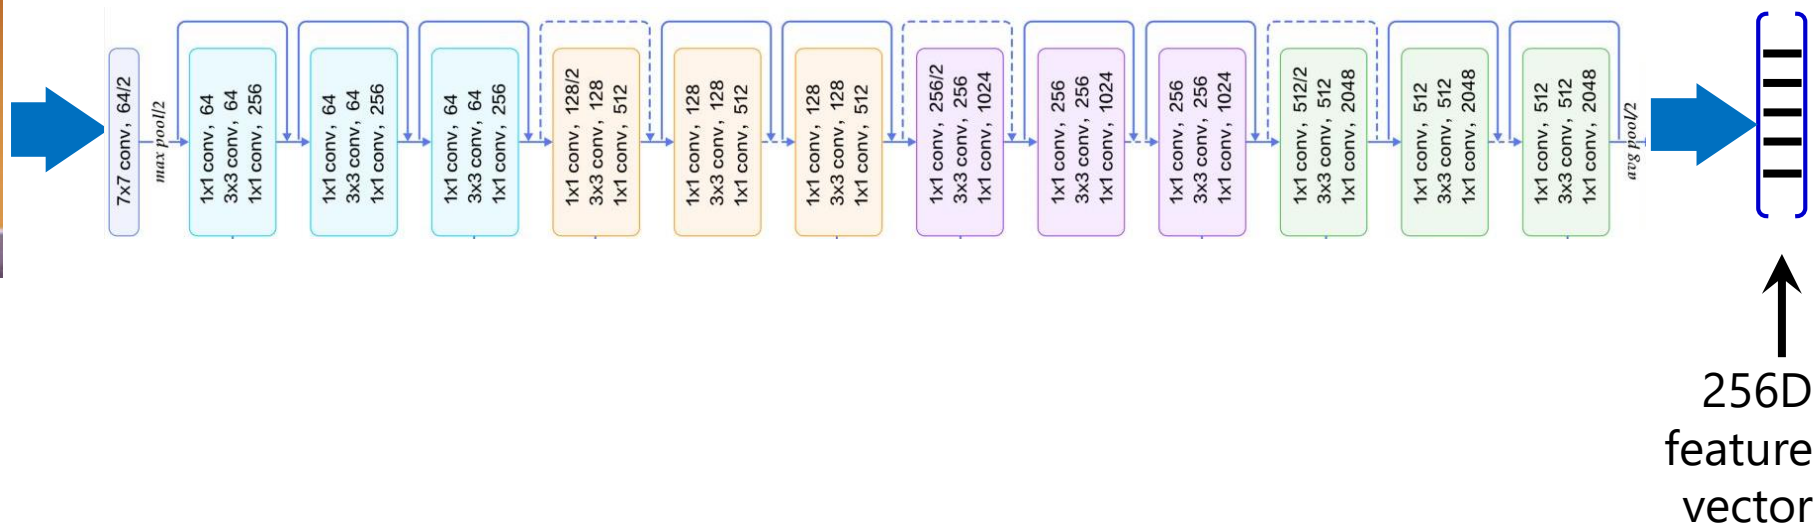 7x7 conv, 64/2
max pool/2
1x1 conv, 64
3x3 conv, 64
1x1 conv, 256
1x1 conv, 64
3x3 conv, 64
1x1 conv, 256
1x1 conv, 64
3x3 conv, 64
1x1 conv, 256
1x1 conv, 128/2
3x3 conv, 128
1x1 conv, 512
1x1 conv, 128
3x3 conv, 128
1x1 conv, 512
1x1 conv, 128
3x3 conv, 128
1x1 conv, 512
1x1 conv, 256/2
3x3 conv, 256
1x1 conv, 1024
1x1 conv, 256
3x3 conv, 256
1x1 conv, 1024
1x1 conv, 256
3x3 conv, 256
1x1 conv, 1024
1x1 conv, 512/2
3x3 conv, 512
1x1 conv, 2048
1x1 conv, 512
3x3 conv, 512
1x1 conv, 2048
1x1 conv, 512
3x3 conv, 512
1x1 conv, 2048
avg pool/2
256D
feature
vector